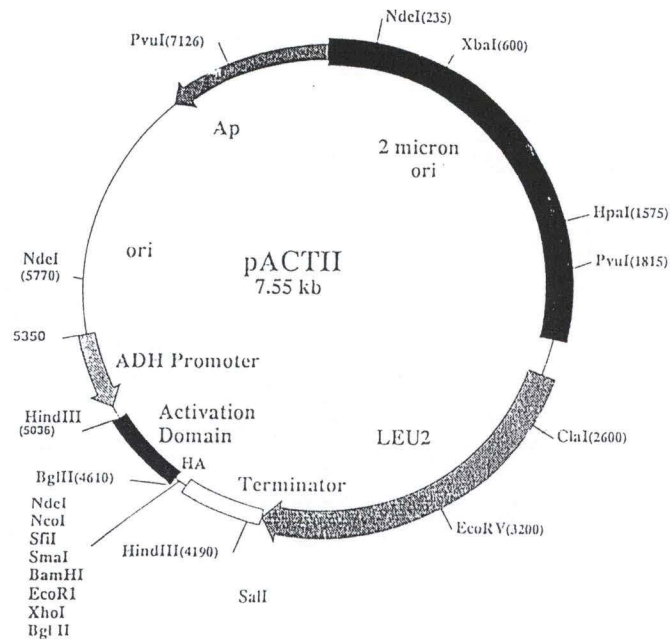 NdeI(235)
PvuI(7126)
XbaI(600)
Ap
2 micron
ori
HpaI(1575)
ori
pACTII
7.55 kb
PvuI(1815)
NdeI
(5770)
5350
ADH Promoter
HindIII
(5036)
Activation
Domain
LEU2
ClaI(2600)
HA
BglII(4610)
Terminator
NdeI
NcoI
SfiI
SmaI
BamHI
EcoR1
XhoI
Bgl II
HindIII(4190)
EcoRV(3200)
SalI